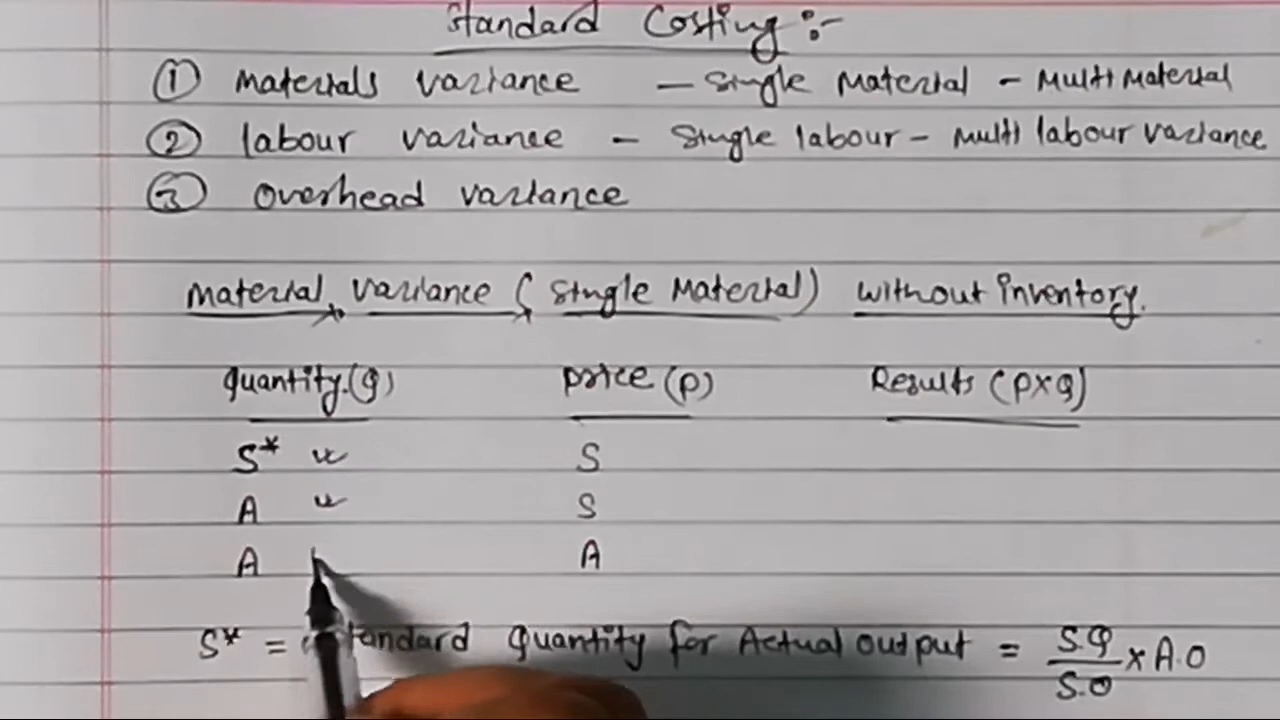 Standard Costing :-
① Materials variance – Single Material – Multi Material
② labour variance – Single labour – Multi labour variance
③ overhead variance
Material variance (Single Material) without inventory.
quantity.(q) price (p) Results (p×q)
S* S
A S
A A
S* = Standard quantity for Actual output = S.q/S.O × A.O